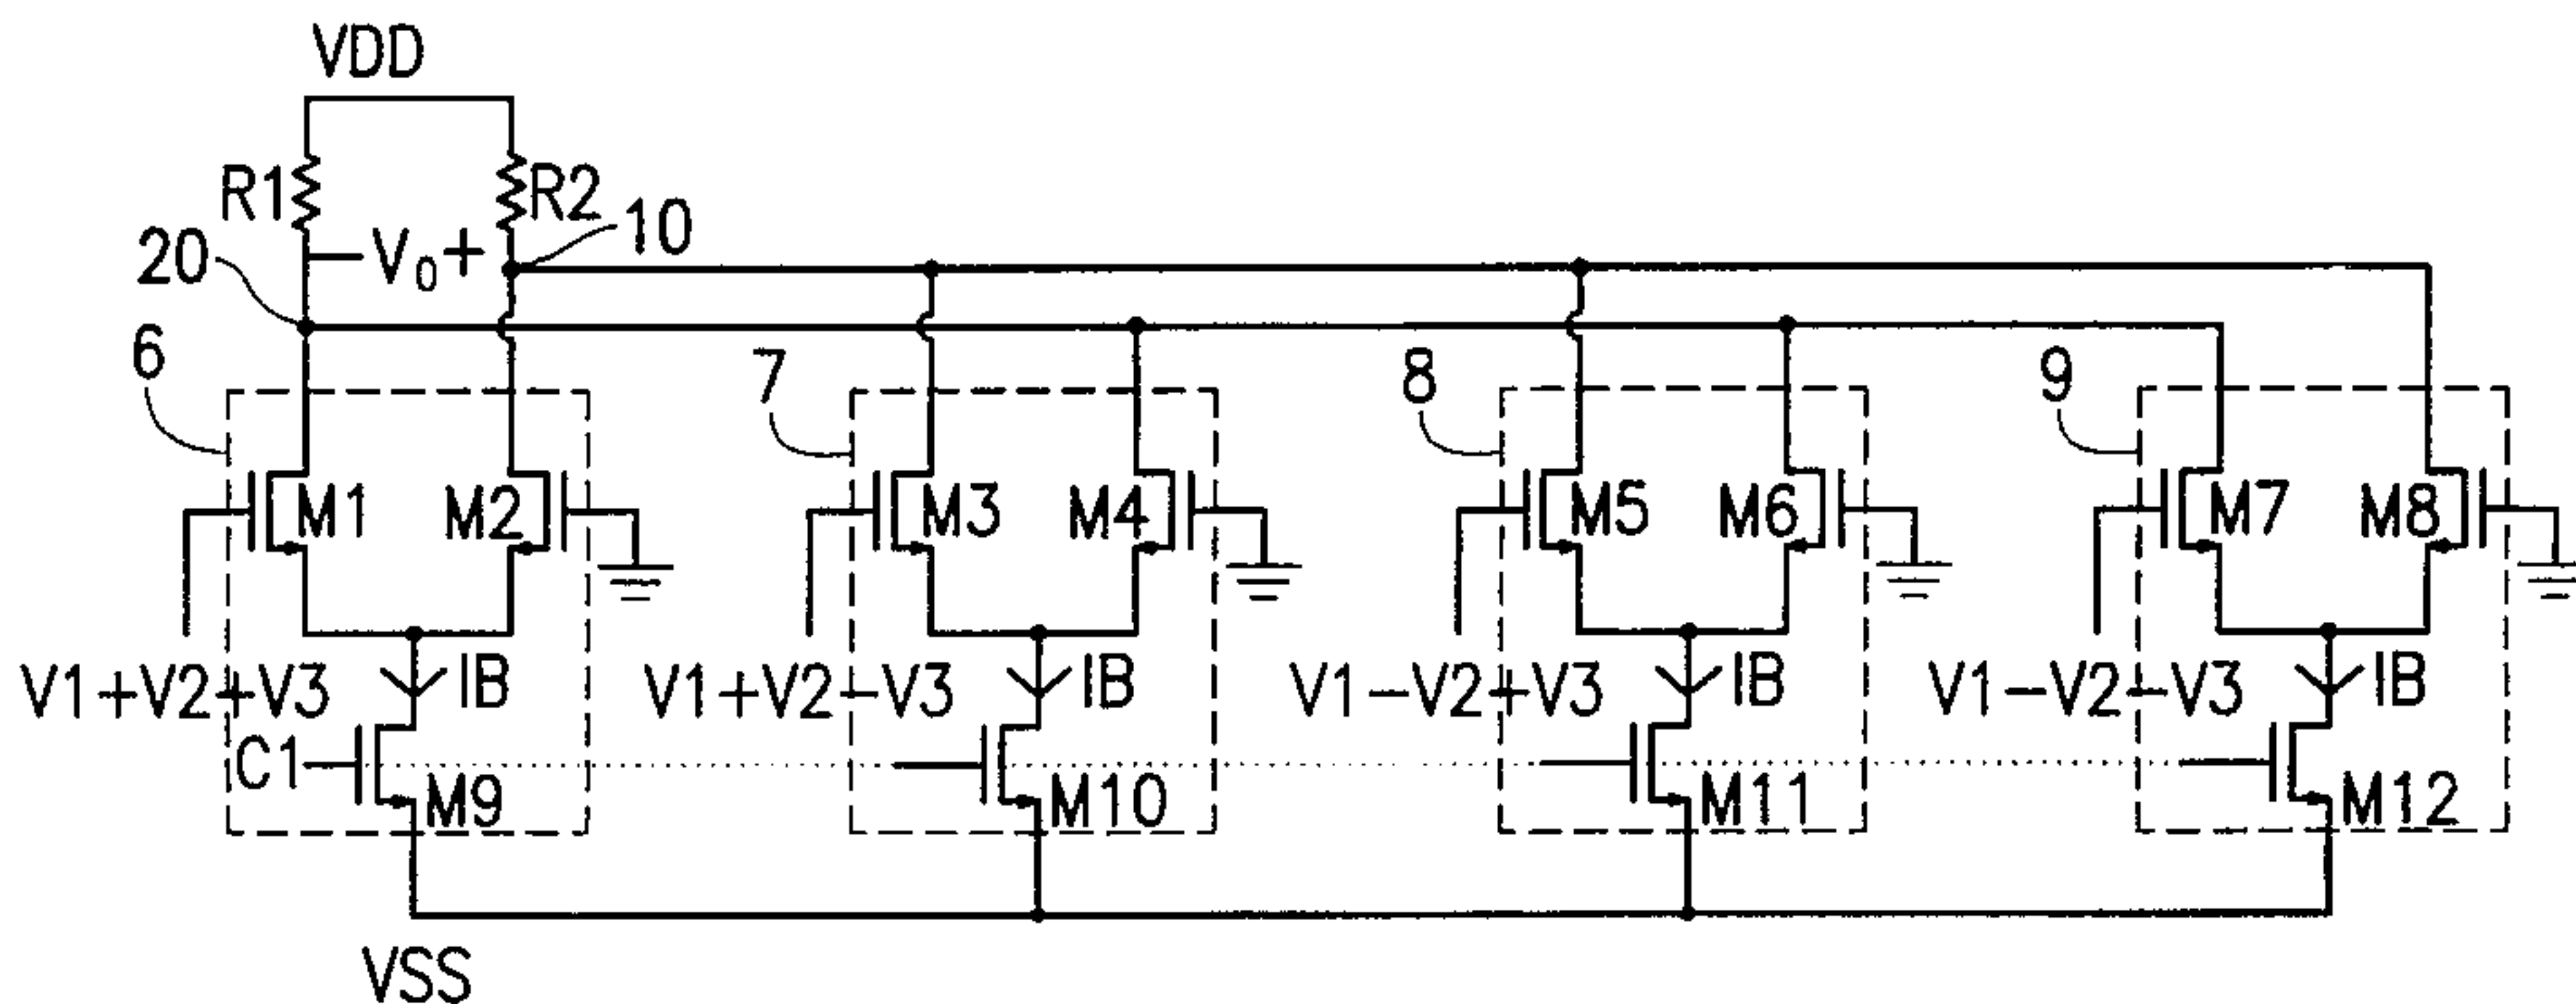 VDD
R1
R2
10
20
– V0 +
6
7
8
9
M1
M2
M3
M4
M5
M6
M7
M8
V1+V2+V3
IB
V1+V2–V3
IB
V1–V2+V3
IB
V1–V2–V3
IB
C1
M9
M10
M11
M12
VSS